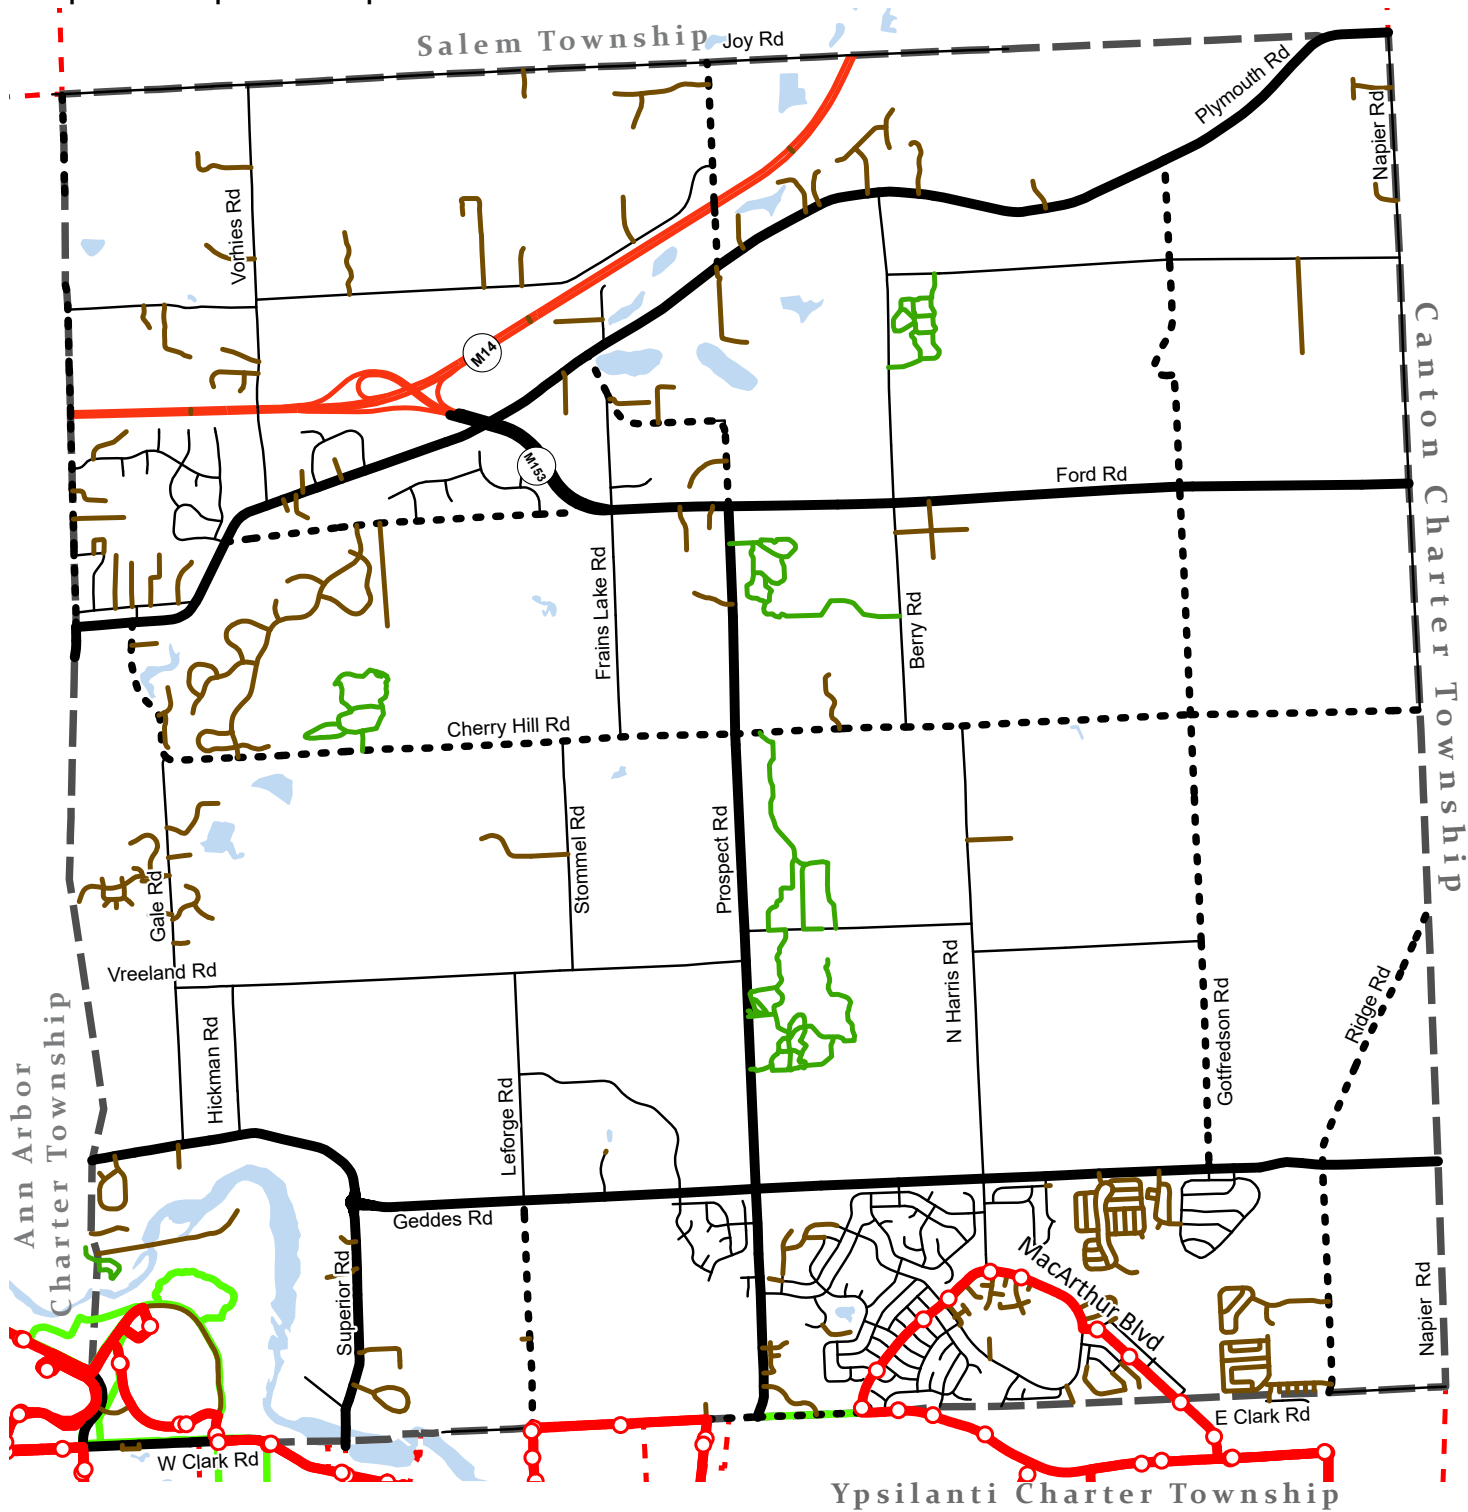 Salem Township
Joy Rd
Plymouth Rd
Napier Rd
Vorhies Rd
M14
Canton Charter Township
M153
Ford Rd
Frains Lake Rd
Berry Rd
Cherry Hill Rd
Stommel Rd
Prospect Rd
Gale Rd
N Harris Rd
Vreeland Rd
Gotfredson Rd
Ridge Rd
Hickman Rd
Leforge Rd
Ann Arbor
Charter Township
Geddes Rd
Superior Rd
MacArthur Blvd
Napier Rd
E Clark Rd
W Clark Rd
Ypsilanti Charter Township